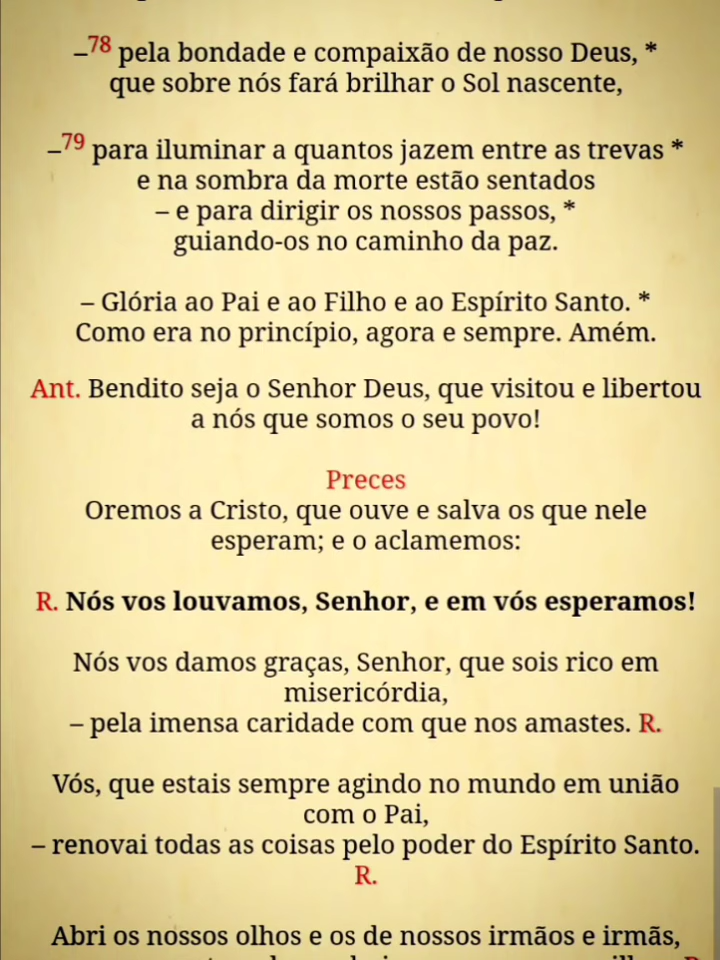 –78 pela bondade e compaixão de nosso Deus, *
que sobre nós fará brilhar o Sol nascente,
–79 para iluminar a quantos jazem entre as trevas *
e na sombra da morte estão sentados
– e para dirigir os nossos passos, *
guiando-os no caminho da paz.
– Glória ao Pai e ao Filho e ao Espírito Santo. *
Como era no princípio, agora e sempre. Amém.
Ant. Bendito seja o Senhor Deus, que visitou e libertou
a nós que somos o seu povo!
Preces
Oremos a Cristo, que ouve e salva os que nele
esperam; e o aclamemos:
R. Nós vos louvamos, Senhor, e em vós esperamos!
Nós vos damos graças, Senhor, que sois rico em
misericórdia,
– pela imensa caridade com que nos amastes. R.
Vós, que estais sempre agindo no mundo em união
com o Pai,
– renovai todas as coisas pelo poder do Espírito Santo.
R.
Abri os nossos olhos e os de nossos irmãos e irmãs,